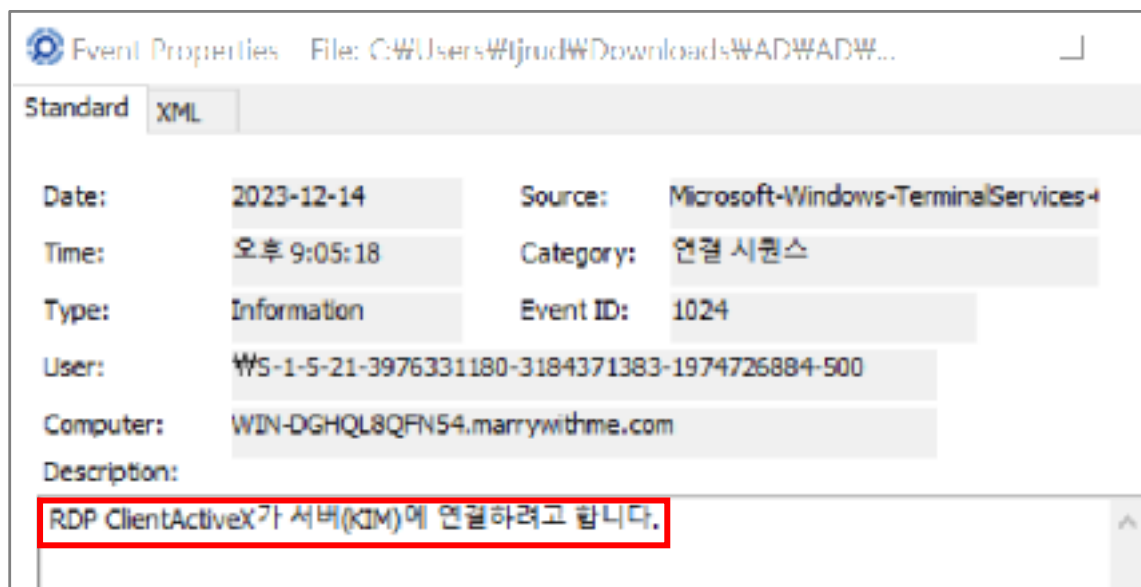 Event Properties File: C:₩Users₩tjrud₩Downloads₩AD₩AD₩...
Standard XML
Date: 2023-12-14 Source: Microsoft-Windows-TerminalServices-
Time: 오후 9:05:18 Category: 연결 시퀀스
Type: Information Event ID: 1024
User: ₩S-1-5-21-3976331180-3184371383-1974726884-500
Computer: WIN-DGHQL8QFN54.marrywithme.com
Description:
RDP ClientActiveX가 서버(KIM)에 연결하려고 합니다.